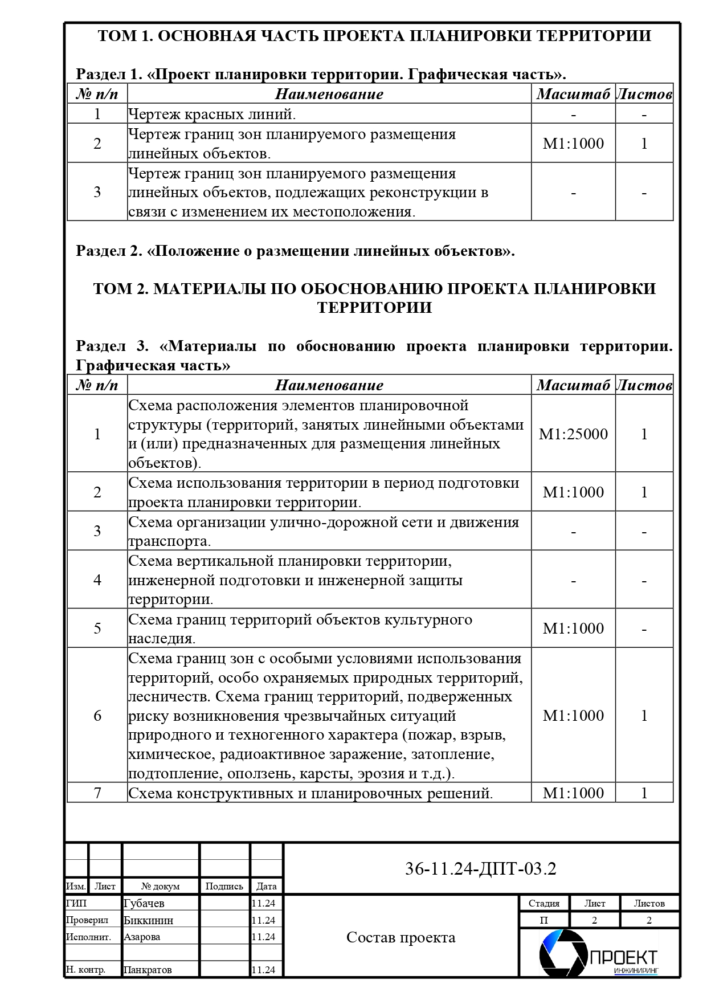 ТОМ 1. ОСНОВНАЯ ЧАСТЬ ПРОЕКТА ПЛАНИРОВКИ ТЕРРИТОРИИ
Раздел 1. «Проект планировки территории. Графическая часть».
№ п/п Наименование Масштаб Листов
1 Чертеж красных линий. - -
2 Чертеж границ зон планируемого размещения
линейных объектов. М1:1000 1
3 Чертеж границ зон планируемого размещения
линейных объектов, подлежащих реконструкции в
связи с изменением их местоположения. - -
Раздел 2. «Положение о размещении линейных объектов».
ТОМ 2. МАТЕРИАЛЫ ПО ОБОСНОВАНИЮ ПРОЕКТА ПЛАНИРОВКИ
ТЕРРИТОРИИ
Раздел 3. «Материалы по обоснованию проекта планировки территории.
Графическая часть»
№ п/п Наименование Масштаб Листов
1 Схема расположения элементов планировочной
структуры (территорий, занятых линейными объектами
и (или) предназначенных для размещения линейных
объектов). М1:25000 1
2 Схема использования территории в период подготовки
проекта планировки территории. М1:1000 1
3 Схема организации улично-дорожной сети и движения
транспорта. - -
4 Схема вертикальной планировки территории,
инженерной подготовки и инженерной защиты
территории. - -
5 Схема границ территорий объектов культурного
наследия. М1:1000 -
6 Схема границ зон с особыми условиями использования
территорий, особо охраняемых природных территорий,
лесничеств. Схема границ территорий, подверженных
риску возникновения чрезвычайных ситуаций
природного и техногенного характера (пожар, взрыв,
химическое, радиоактивное заражение, затопление,
подтопление, оползень, карсты, эрозия и т.д.). М1:1000 1
7 Схема конструктивных и планировочных решений. М1:1000 1
36-11.24-ДПТ-03.2
Изм. Лист № докум Подпись Дата
ГИП Губачев 11.24
Проверил Биккинин 11.24
Исполнит. Азарова 11.24
Н. контр. Панкратов 11.24
Состав проекта
Стадия Лист Листов
П 2 2
ПРОЕКТ
ИНЖИНИРИНГ